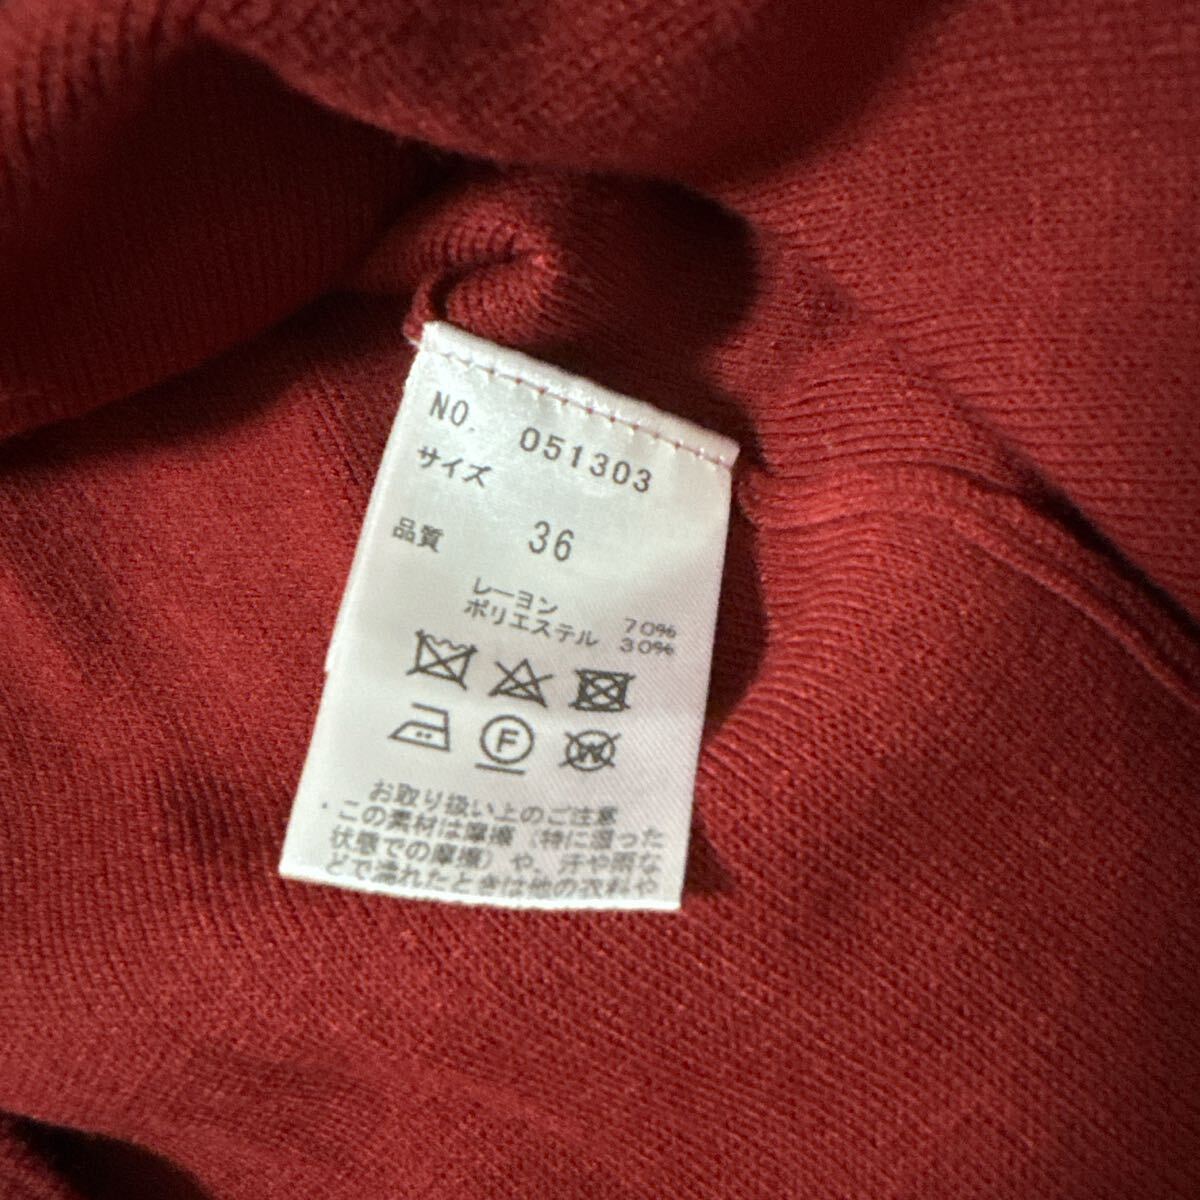 NO. 051303
サイズ
36
品質
レーヨン 70%
ポリエステル 30%
F
W
お取り扱い上のご注意
・この素材は摩擦（特に湿った
状態での摩擦）や、汗や雨な
どで濡れたときは他の衣料や